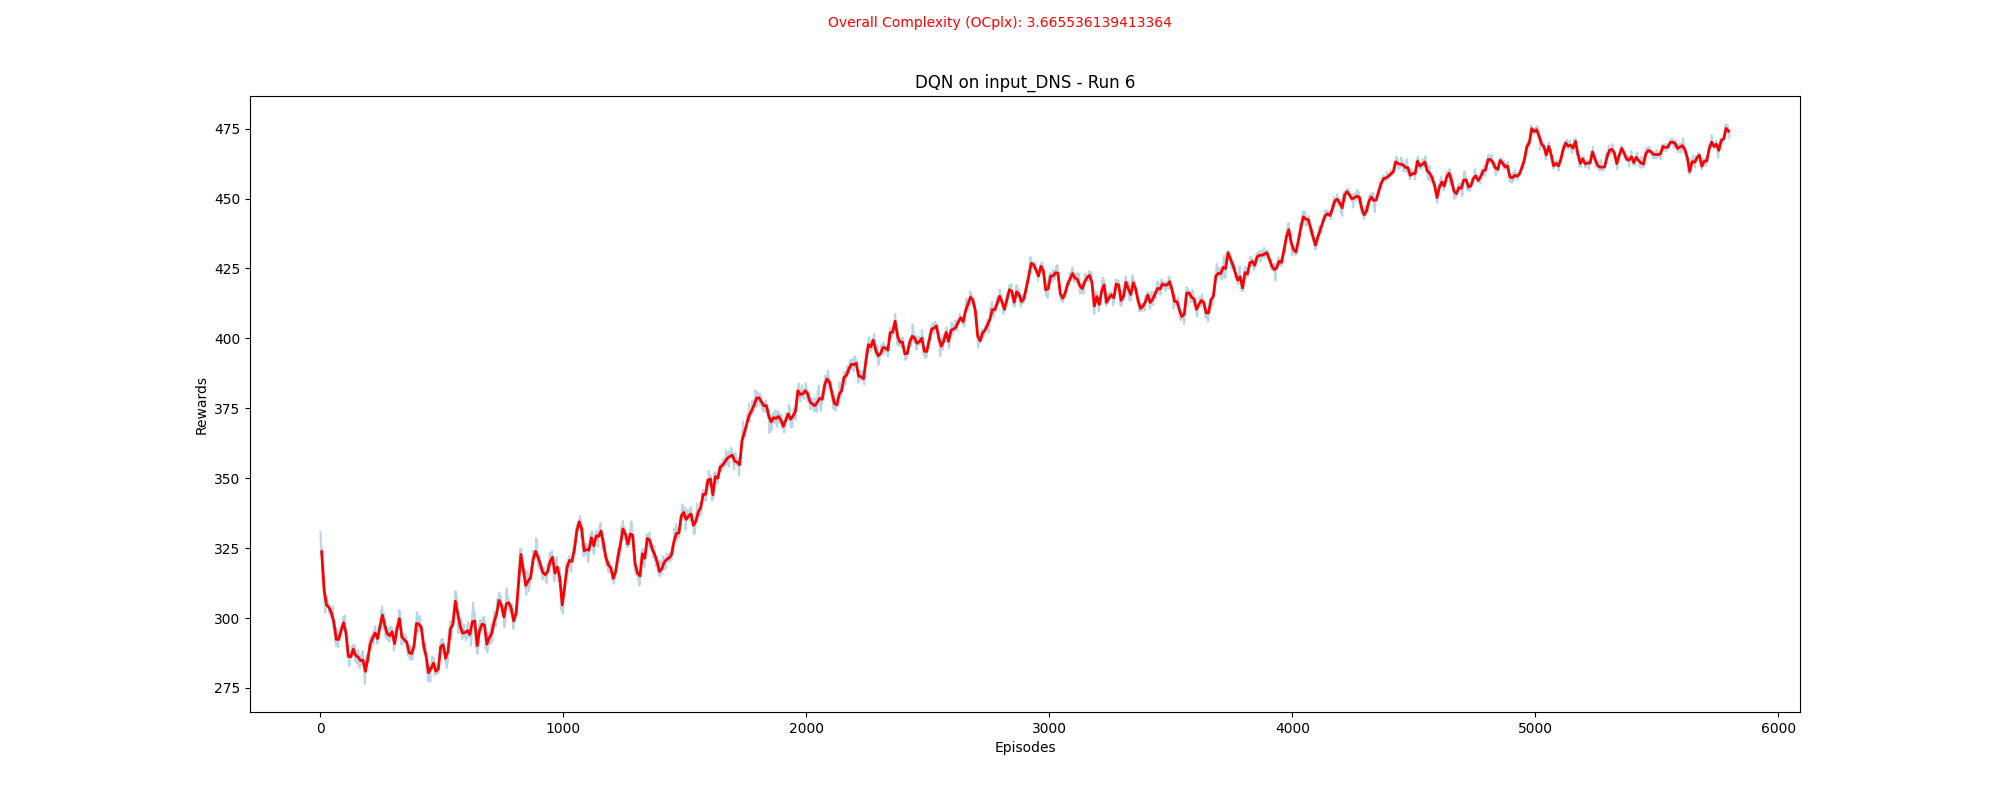 Overall Complexity (OCplx): 3.665536139413364
DQN on input_DNS - Run 6
475
450
425
400
375
350
325
300
275
Rewards
0 1000 2000 3000 4000 5000 6000
Episodes